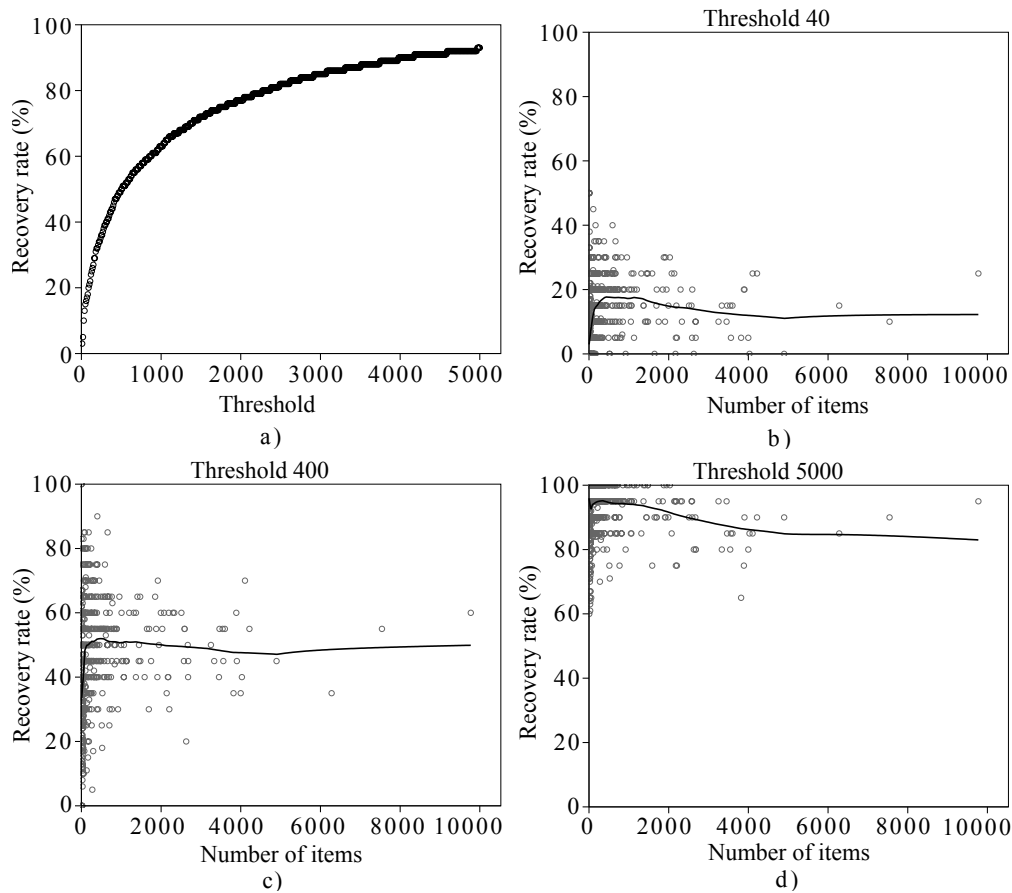 100
80
60
40
20
0
Recovery rate (%)
0 1000 2000 3000 4000 5000
Threshold
a)
Threshold 40
100
80
60
40
20
0
Recovery rate (%)
0 2000 4000 6000 8000 10000
Number of items
b)
Threshold 400
100
80
60
40
20
0
Recovery rate (%)
0 2000 4000 6000 8000 10000
Number of items
c)
Threshold 5000
100
80
60
40
20
0
Recovery rate (%)
0 2000 4000 6000 8000 10000
Number of items
d)